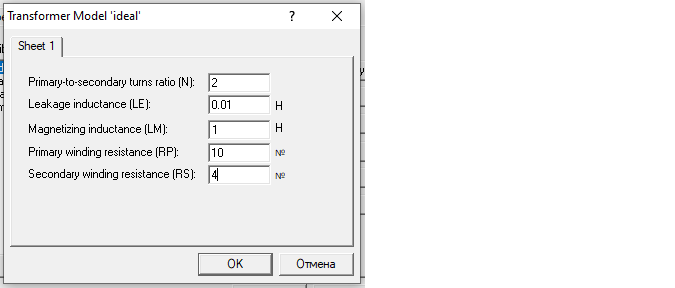 Transformer Model 'ideal'
?
Sheet 1
Primary-to-secondary turns ratio (N): 2
Leakage inductance (LE): 0.01 H
Magnetizing inductance (LM): 1 H
Primary winding resistance (RP): 10 №
Secondary winding resistance (RS): 4 №
OK Отмена